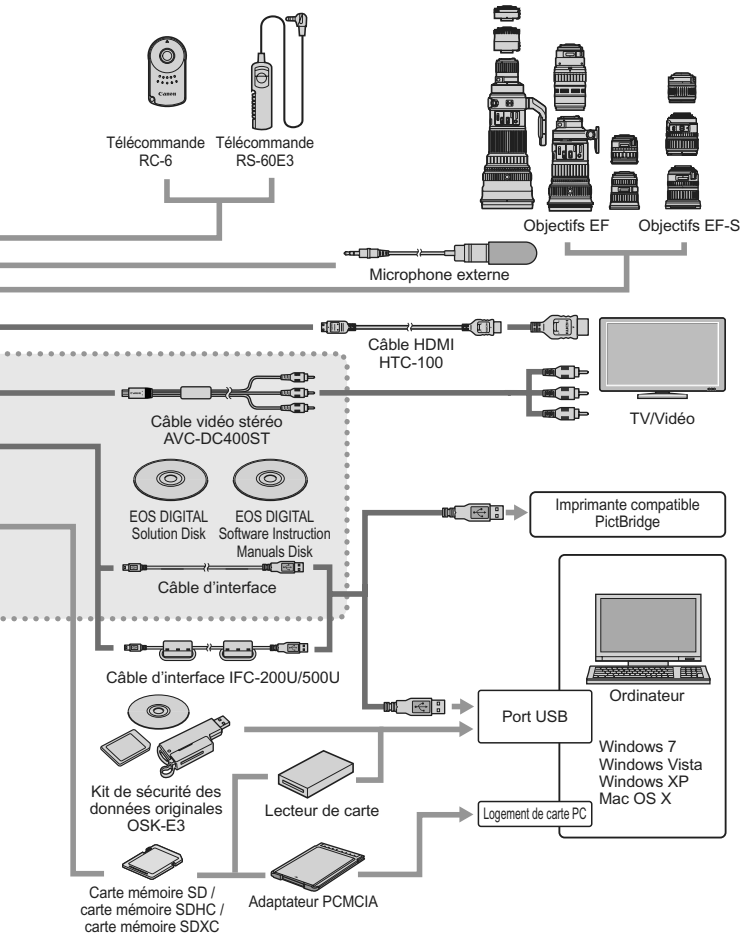 Canon
Télécommande
RC-6
Télécommande
RS-60E3
Objectifs EF
Objectifs EF-S
Microphone externe
Câble HDMI
HTC-100
Câble vidéo stéréo
AVC-DC400ST
TV/Vidéo
EOS DIGITAL
Solution Disk
EOS DIGITAL
Software Instruction
Manuals Disk
Imprimante compatible
PictBridge
Câble d'interface
Câble d'interface IFC-200U/500U
Ordinateur
Port USB
Windows 7
Windows Vista
Windows XP
Mac OS X
Kit de sécurité des
données originales
OSK-E3
Lecteur de carte
Logement de carte PC
Carte mémoire SD /
carte mémoire SDHC /
carte mémoire SDXC
Adaptateur PCMCIA